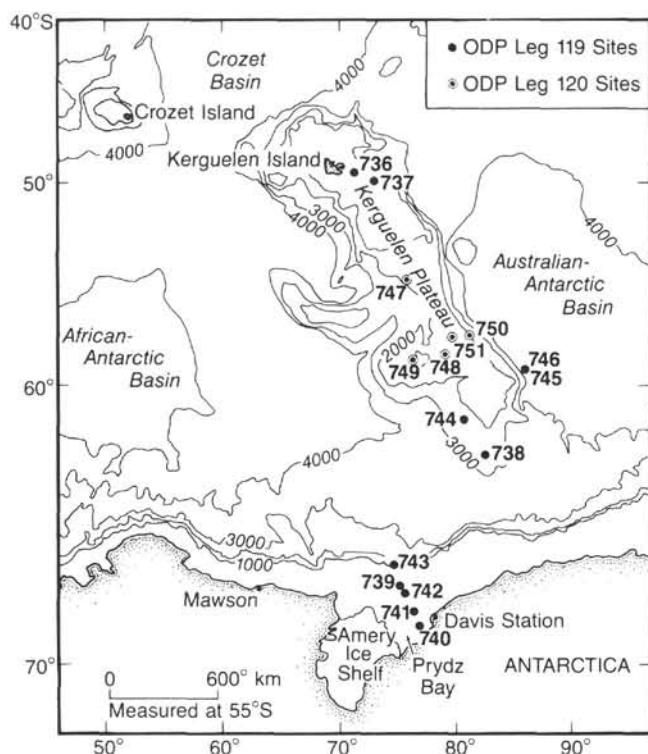 40°S
50°
60°
70°
ODP Leg 119 Sites
ODP Leg 120 Sites
Crozet
Basin
4000
Crozet Island
4000
Kerguelen Island
736
737
3000
4000
Kerguelen Plateau
4000
Australian-
Antarctic
Basin
747
African-
Antarctic
Basin
750
751
2000
748
749
746
745
744
3000
738
4000
3000
1000
743
739
742
Mawson
741
Davis Station
740
Amery
Ice
Shelf
Prydz
Bay
ANTARCTICA
0
600° km
Measured at 55°S
50°
60°
70°
80°
90°